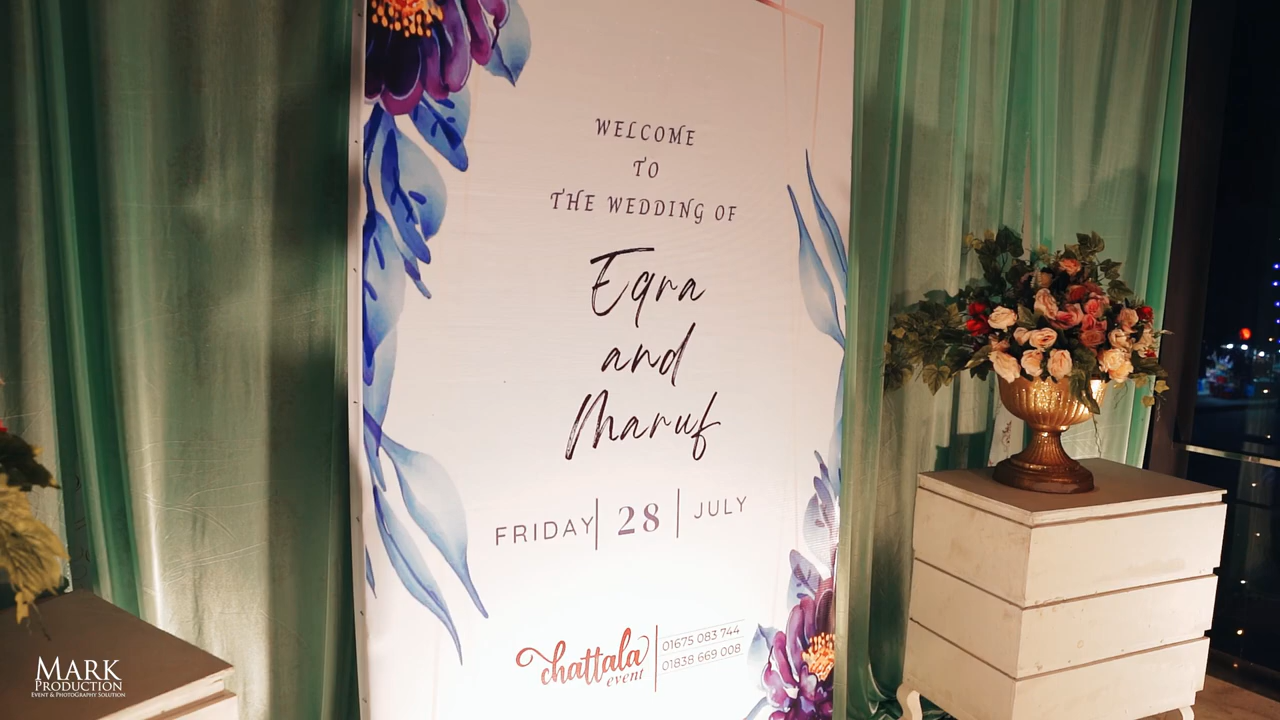 WELCOME
TO
THE WEDDING OF
Eqra
and
Maruf
FRIDAY 28 JULY
chattala
event
01675 083 744
01838 669 008
MARK
PRODUCTION
EVENT & PHOTOGRAPHY SOLUTION